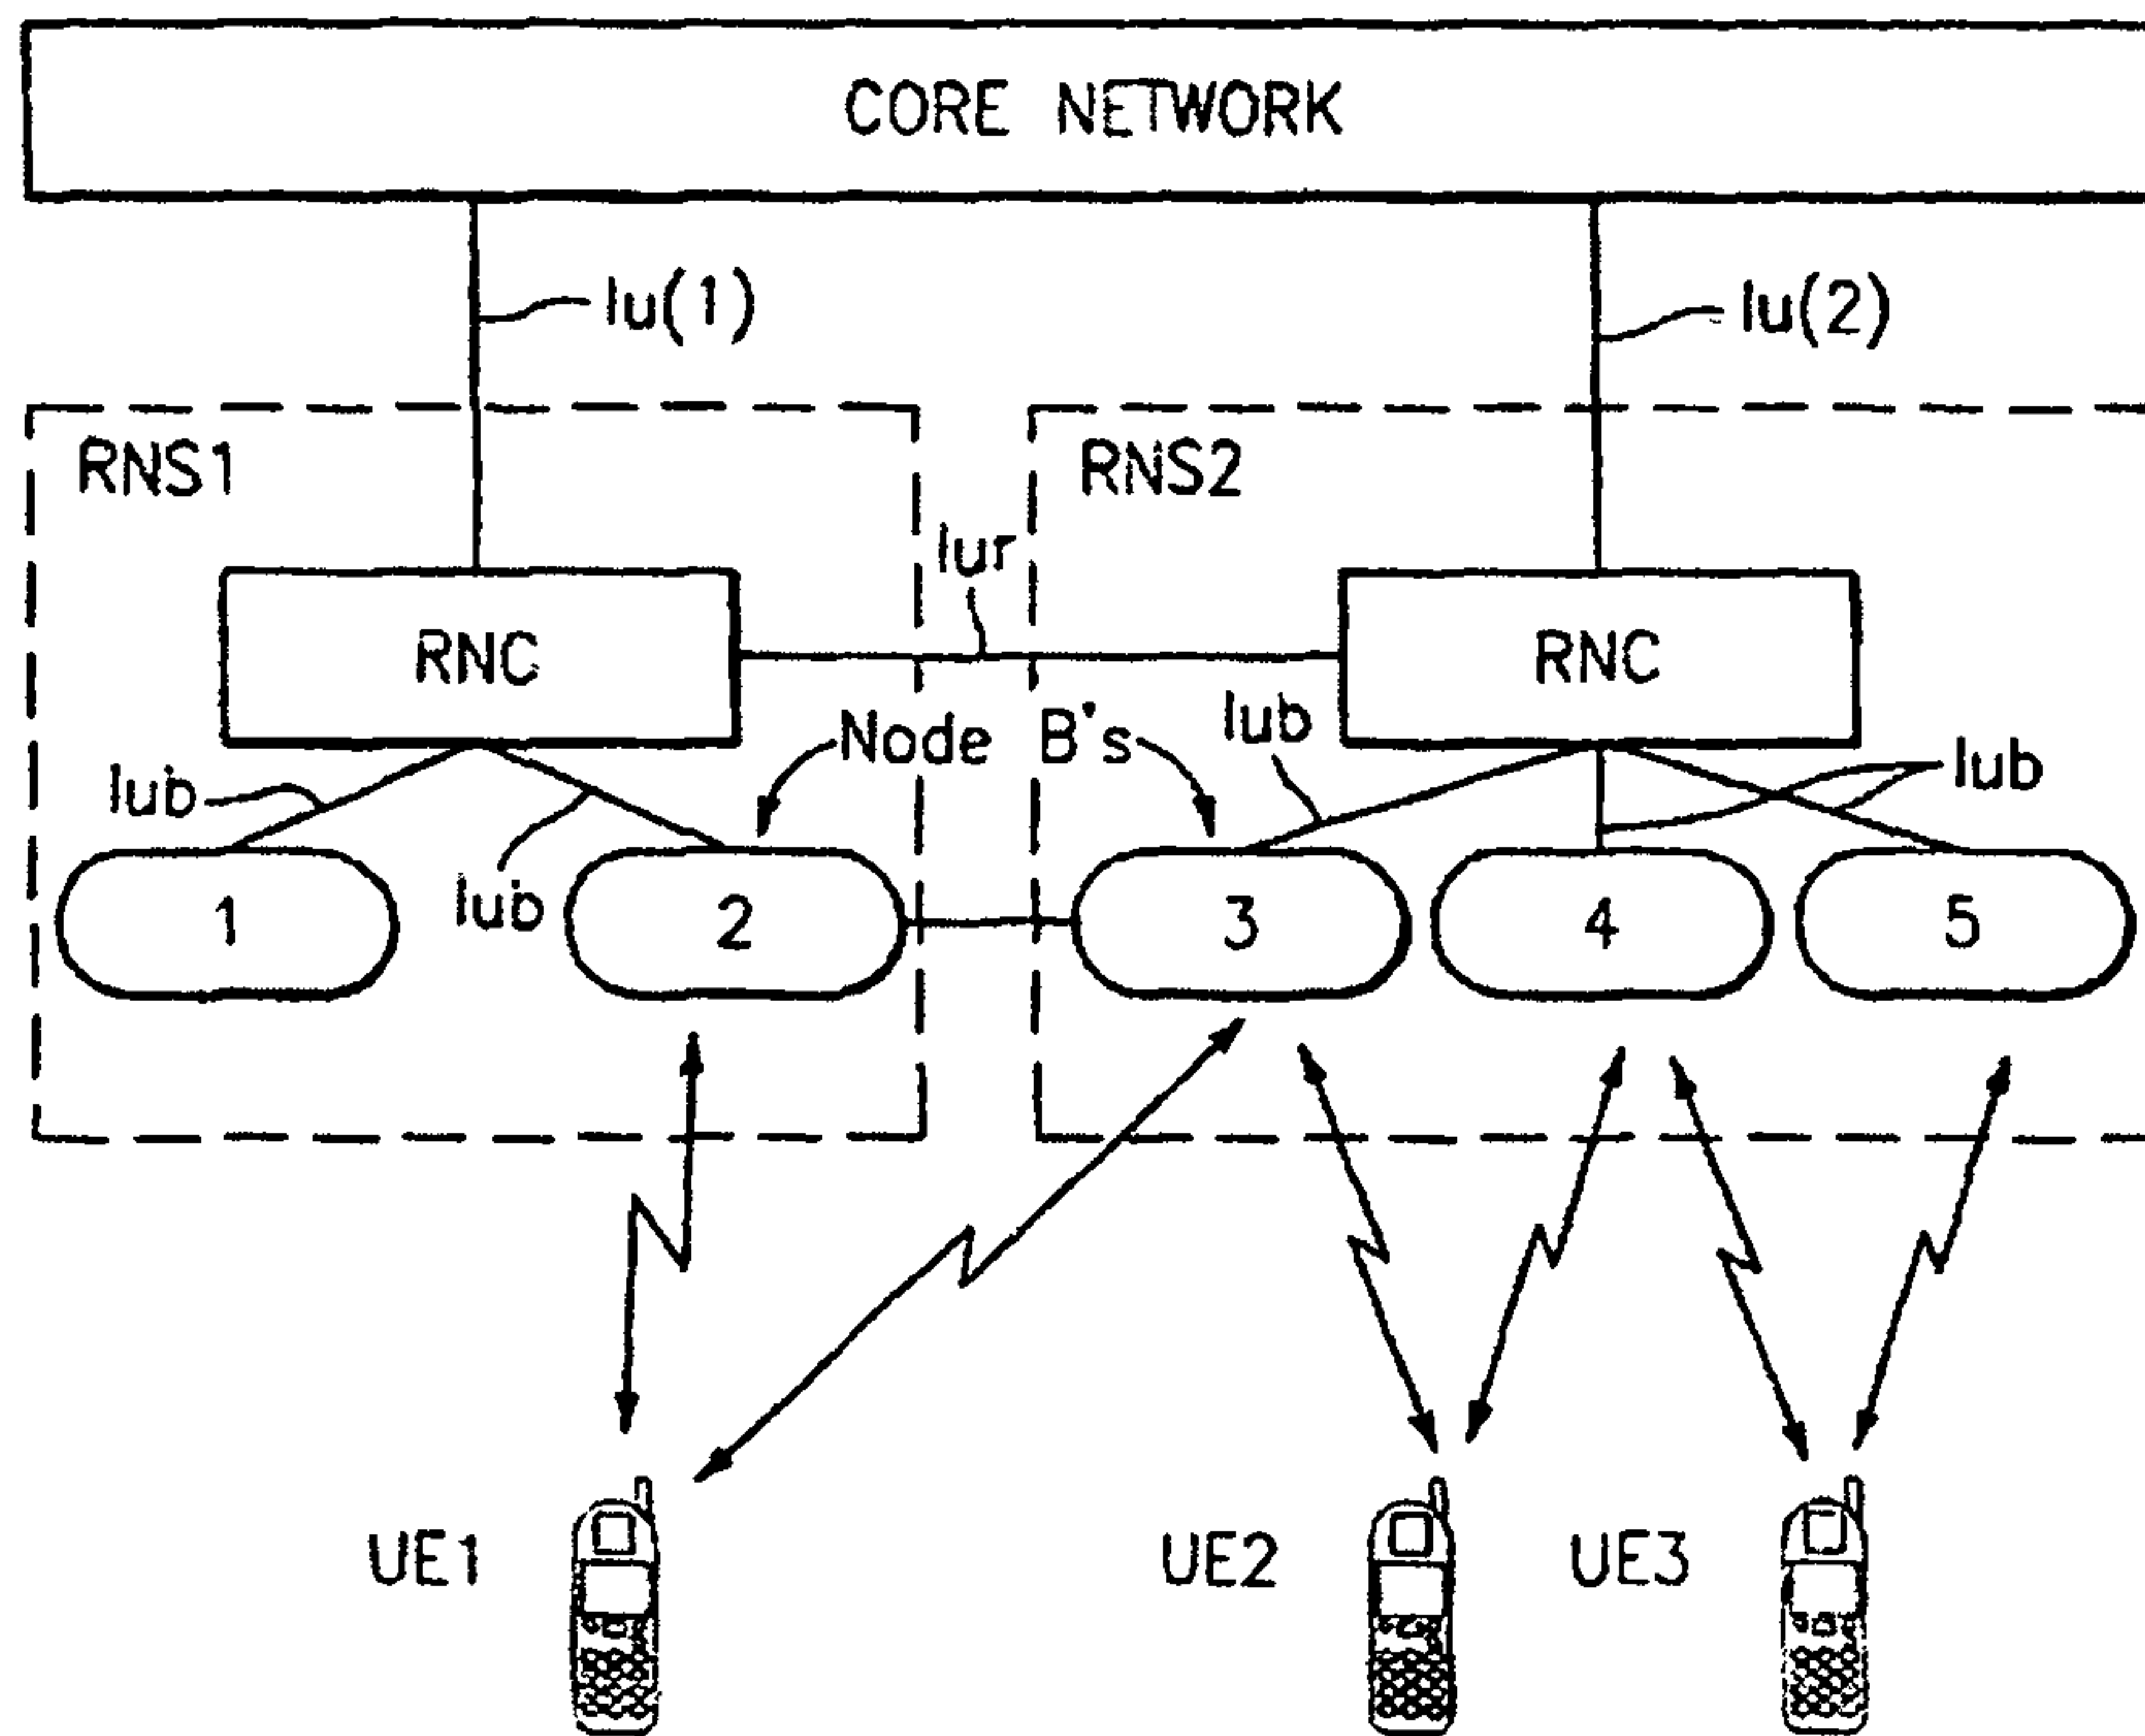 CORE NETWORK
Iu(1)
Iu(2)
RNS1
RNS2
Iur
RNC
RNC
Node B's
Iub
Iub
Iub
Iub
1
2
3
4
5
UE1
UE2
UE3